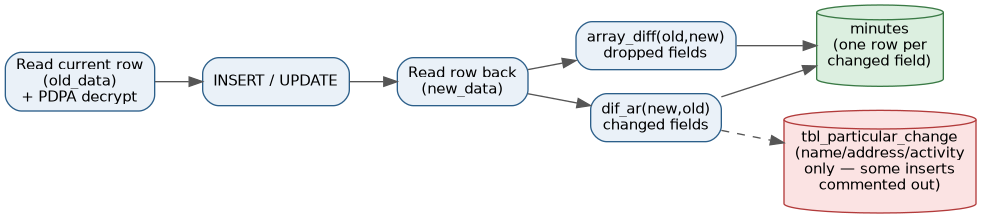 Read current row
(old_data)
+ PDPA decrypt
INSERT / UPDATE
Read row back
(new_data)
array_diff(old,new)
dropped fields
dif_ar(new,old)
changed fields
minutes
(one row per
changed field)
tbl_particular_change
(name/address/activity
only — some inserts
commented out)